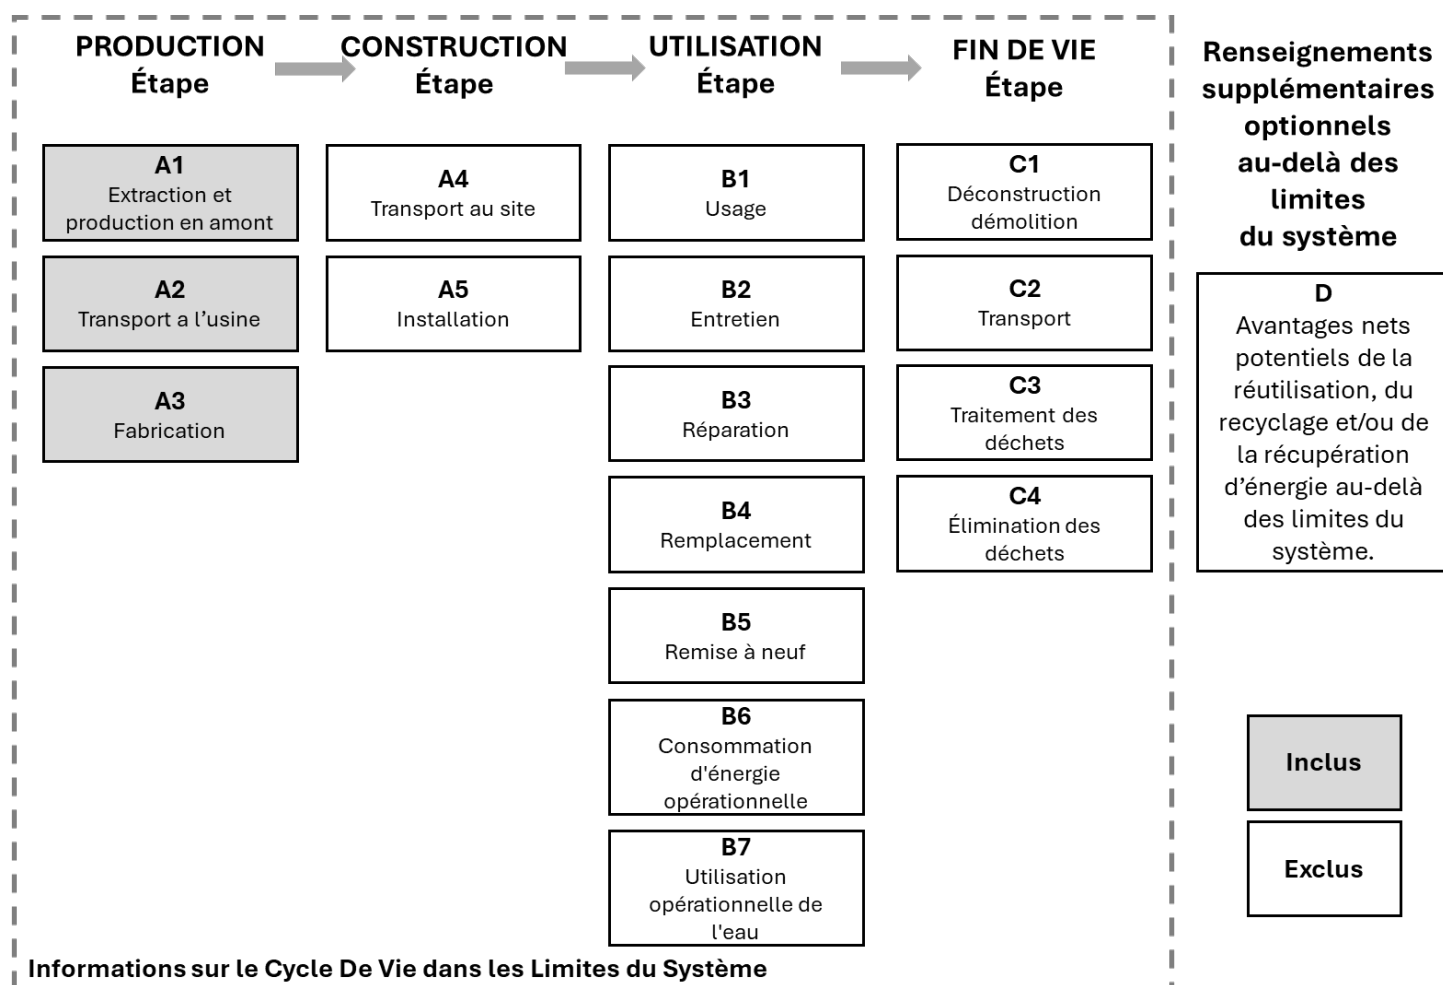 PRODUCTION
Étape
CONSTRUCTION
Étape
UTILISATION
Étape
FIN DE VIE
Étape
A1
Extraction et
production en amont
A2
Transport a l’usine
A3
Fabrication
A4
Transport au site
A5
Installation
B1
Usage
B2
Entretien
B3
Réparation
B4
Remplacement
B5
Remise à neuf
B6
Consommation
d'énergie
opérationnelle
B7
Utilisation
opérationnelle de
l'eau
C1
Déconstruction
démolition
C2
Transport
C3
Traitement des
déchets
C4
Élimination des
déchets
Informations sur le Cycle De Vie dans les Limites du Système
Renseignements
supplémentaires
optionnels
au-delà des
limites
du système
D
Avantages nets
potentiels de la
réutilisation, du
recyclage et/ou de
la récupération
d’énergie au-delà
des limites du
système.
Inclus
Exclus